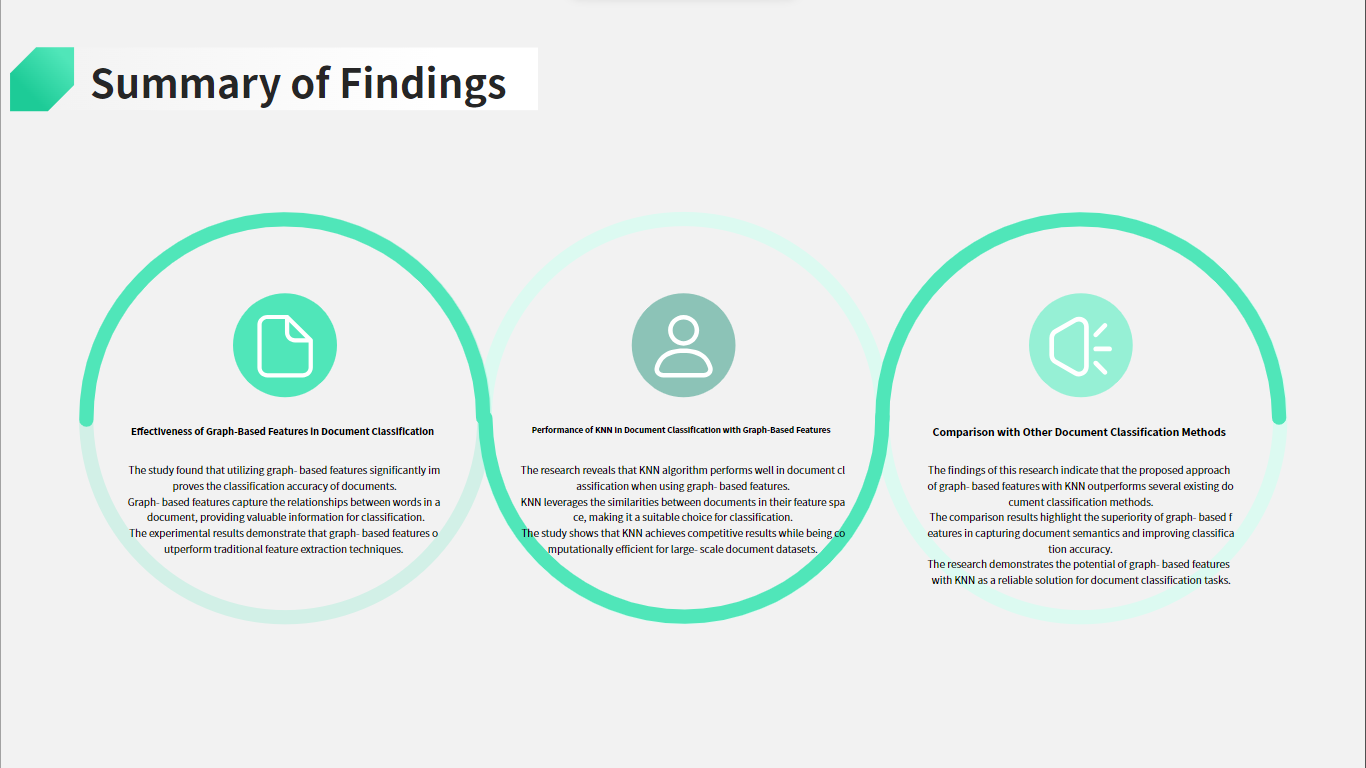 Summary of Findings
Effectiveness of Graph-Based Features in Document Classification
The study found that utilizing graph- based features significantly im
proves the classification accuracy of documents.
Graph- based features capture the relationships between words in a
document, providing valuable information for classification.
The experimental results demonstrate that graph- based features o
utperform traditional feature extraction techniques.
Performance of KNN in Document Classification with Graph-Based Features
The research reveals that KNN algorithm performs well in document cl
assification when using graph- based features.
KNN leverages the similarities between documents in their feature spa
ce, making it a suitable choice for classification.
The study shows that KNN achieves competitive results while being co
mputationally efficient for large- scale document datasets.
Comparison with Other Document Classification Methods
The findings of this research indicate that the proposed approach
of graph- based features with KNN outperforms several existing do
cument classification methods.
The comparison results highlight the superiority of graph- based f
eatures in capturing document semantics and improving classifica
tion accuracy.
The research demonstrates the potential of graph- based features
with KNN as a reliable solution for document classification tasks.